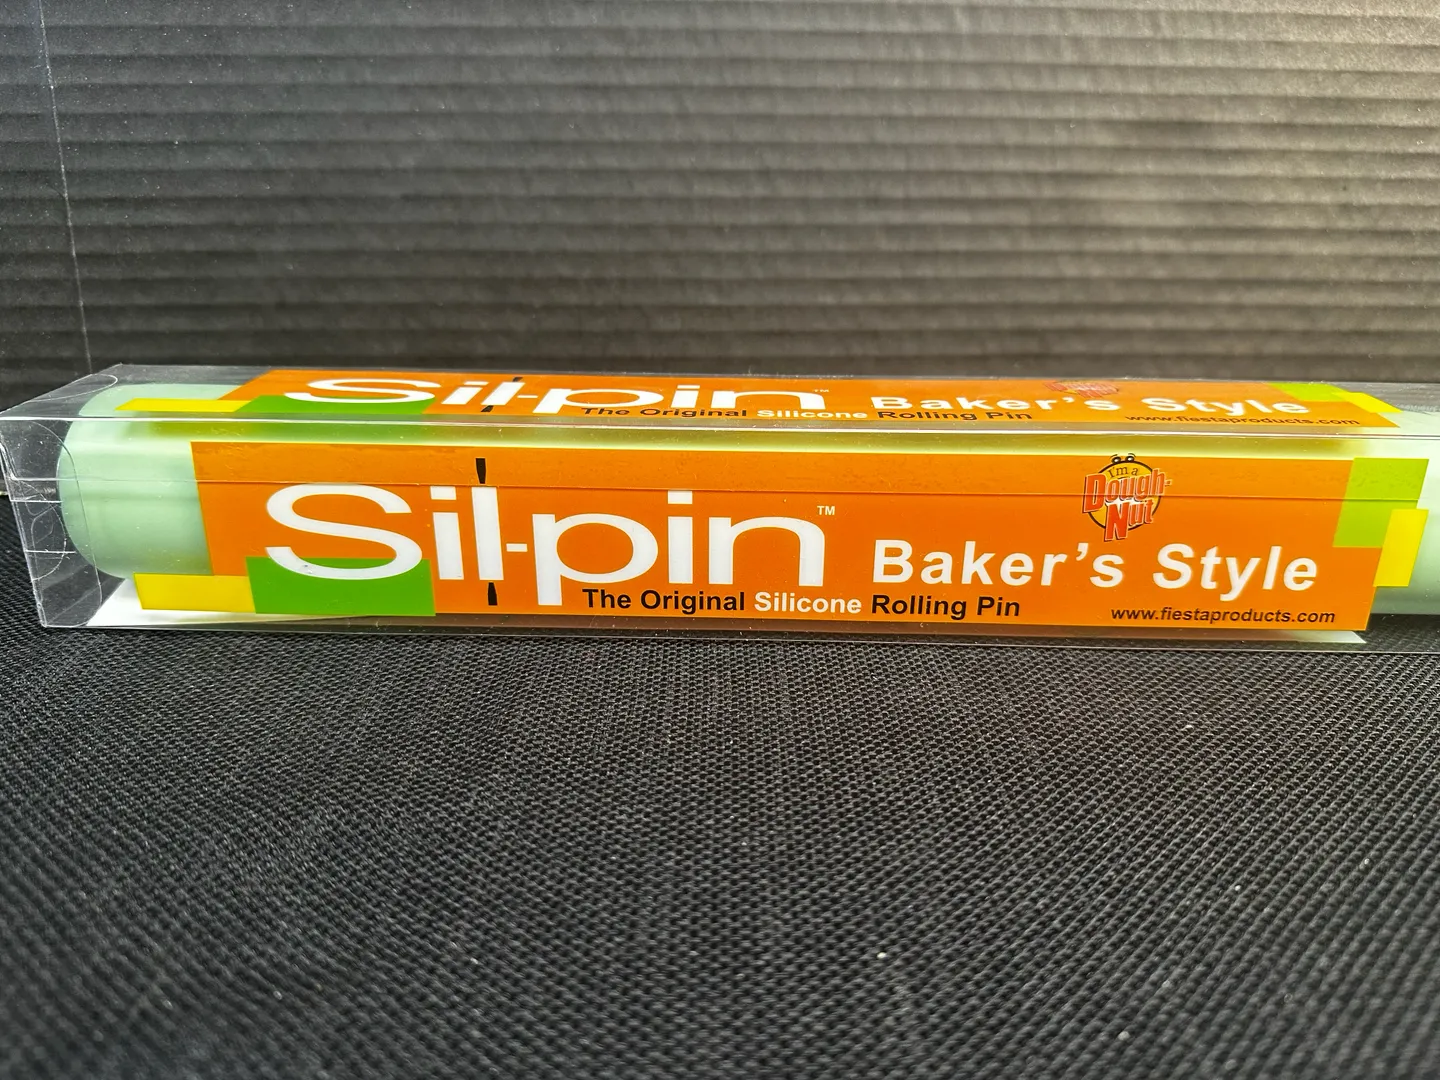 Sil-pin™
Baker's Style
The Original Silicone Rolling Pin
www.fiestaproducts.com
I'm a
Dough-
Nut
Sil-pin™
Baker's Style
The Original Silicone Rolling Pin
www.fiestaproducts.com